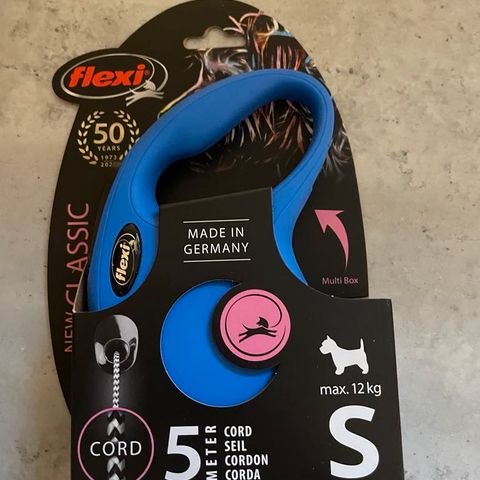 flexi®
50
YEARS
1973
NEW CLASSIC
flexi
MADE IN
GERMANY
Multi Box
max. 12 kg
S
CORD
5
METER
CORD
SEIL
CORDON
CORDA